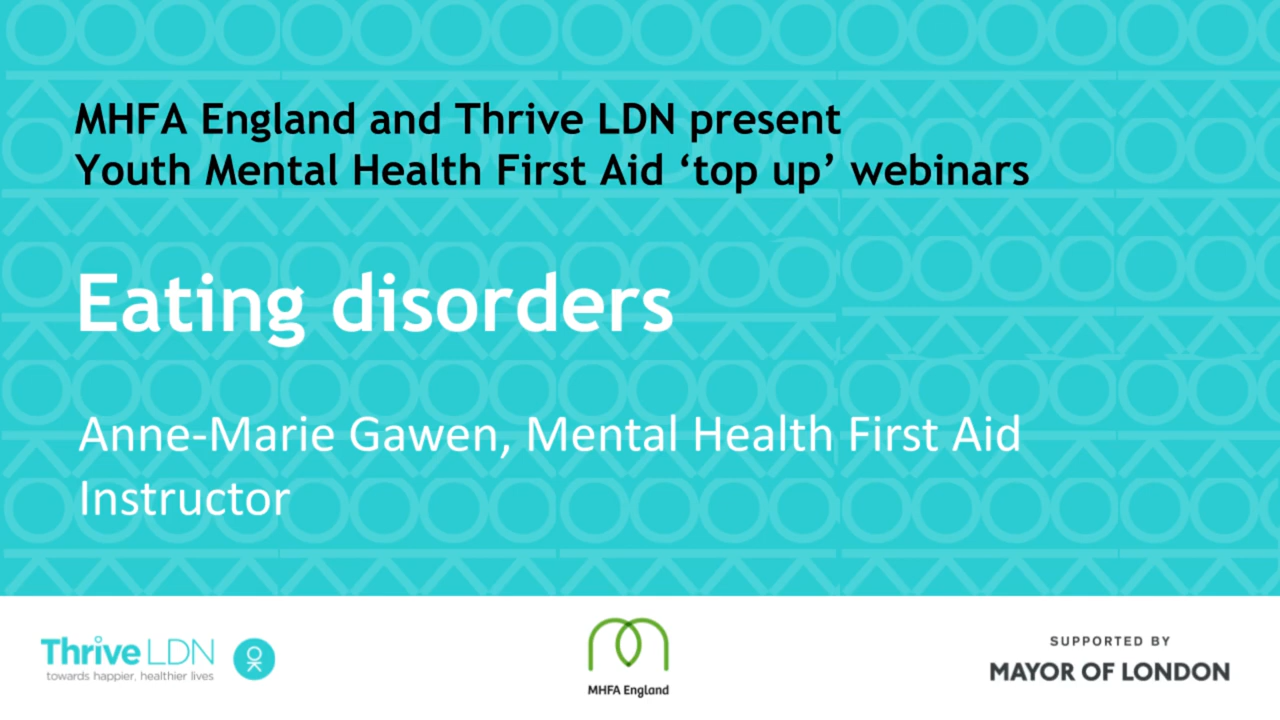 MHFA England and Thrive LDN present
Youth Mental Health First Aid ‘top up’ webinars
Eating disorders
Anne-Marie Gawen, Mental Health First Aid
Instructor
Thrive LDN
towards happier, healthier lives
OK
MHFA England
SUPPORTED BY
MAYOR OF LONDON